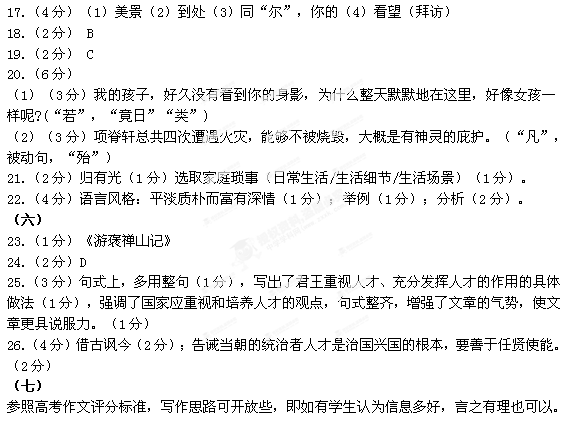 17.（4分）（1）美景（2）到处（3）同“尔”，你的（4）看望（拜访）
18.（2分） B
19.（2分） C
20.（6分）
（1）（3分）我的孩子，好久没有看到你的身影，为什么整天默默地在这里，好像女孩一
样呢?(“若”，“竟日”“类”)
（2）（3分）项脊轩总共四次遭遇火灾，能够不被烧毁，大概是有神灵的庇护。（“凡”，
被动句，“殆”）
21.（2分）归有光（1分）选取家庭琐事（日常生活/生活细节/生活场景）（1分）。
22.（4分）语言风格：平淡质朴而富有深情（1分）；举例（1分）；分析（2分）。
（六）
23.（1分）《游褒禅山记》
24.（2分）D
25.（3分）句式上，多用整句（1分），写出了君王重视人才、充分发挥人才的作用的具体
做法（1分），强调了国家应重视和培养人才的观点，句式整齐，增强了文章的气势，使文
章更具说服力。（1分）
26.（4分）借古讽今（2分）；告诫当朝的统治者人才是治国兴国的根本，要善于任贤使能。
（2分）
（七）
参照高考作文评分标准，写作思路可开放些，即如有学生认为信息多好，言之有理也可以。